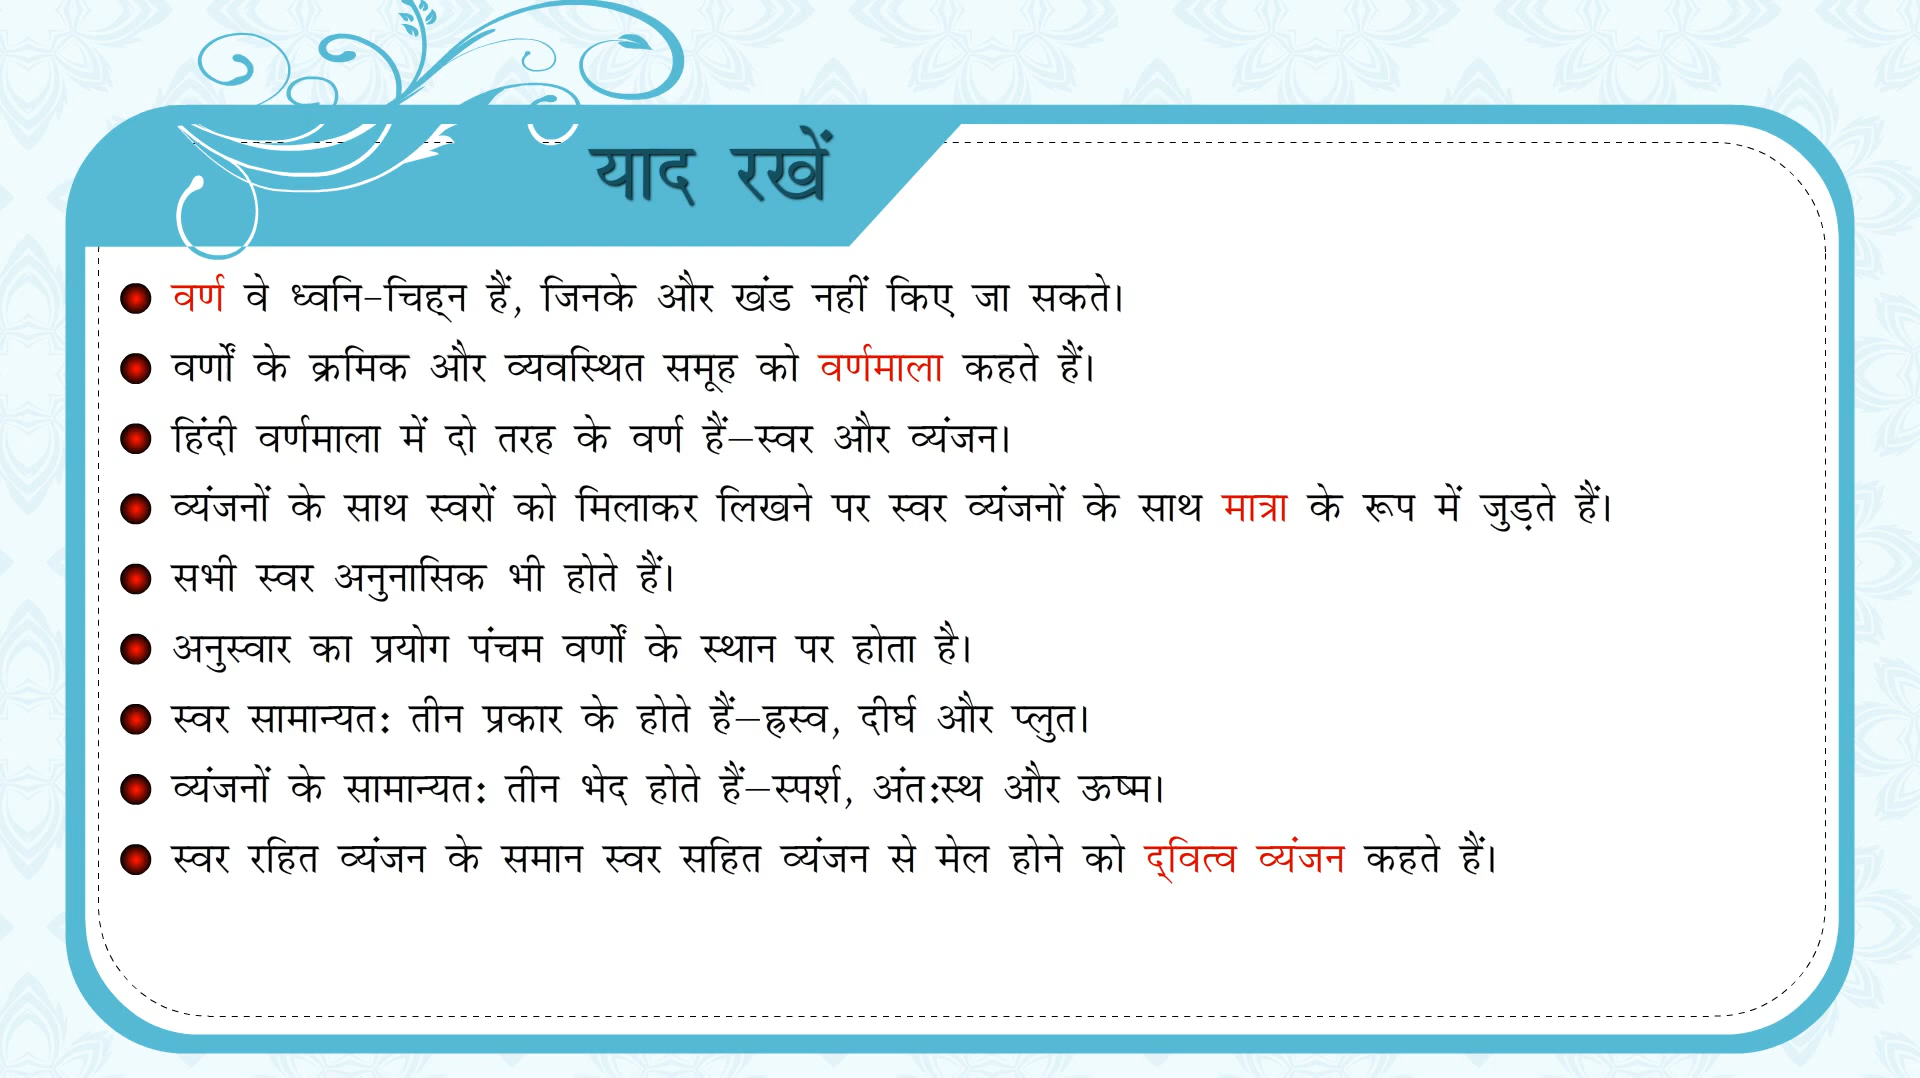 याद रखें
वर्ण वे ध्वनि-चिह्‌न हैं, जिनके और खंड नहीं किए जा सकते।
वर्णों के क्रमिक और व्यवस्थित समूह को वर्णमाला कहते हैं।
हिंदी वर्णमाला में दो तरह के वर्ण हैं–स्वर और व्यंजन।
व्यंजनों के साथ स्वरों को मिलाकर लिखने पर स्वर व्यंजनों के साथ मात्रा के रूप में जुड़ते हैं।
सभी स्वर अनुनासिक भी होते हैं।
अनुस्वार का प्रयोग पंचम वर्णों के स्थान पर होता है।
स्वर सामान्यतः तीन प्रकार के होते हैं–ह्रस्व, दीर्घ और प्लुत।
व्यंजनों के सामान्यतः तीन भेद होते हैं–स्पर्श, अंतःस्थ और ऊष्म।
स्वर रहित व्यंजन के समान स्वर सहित व्यंजन से मेल होने को द्‌वित्व व्यंजन कहते हैं।